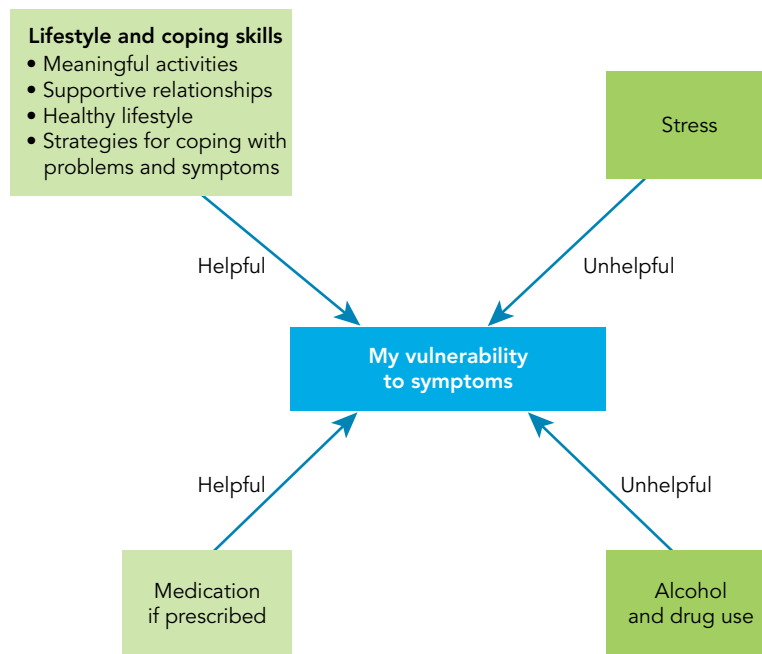 Lifestyle and coping skills
• Meaningful activities
• Supportive relationships
• Healthy lifestyle
• Strategies for coping with
problems and symptoms
Stress
Helpful
Unhelpful
My vulnerability
to symptoms
Helpful
Unhelpful
Medication
if prescribed
Alcohol
and drug use